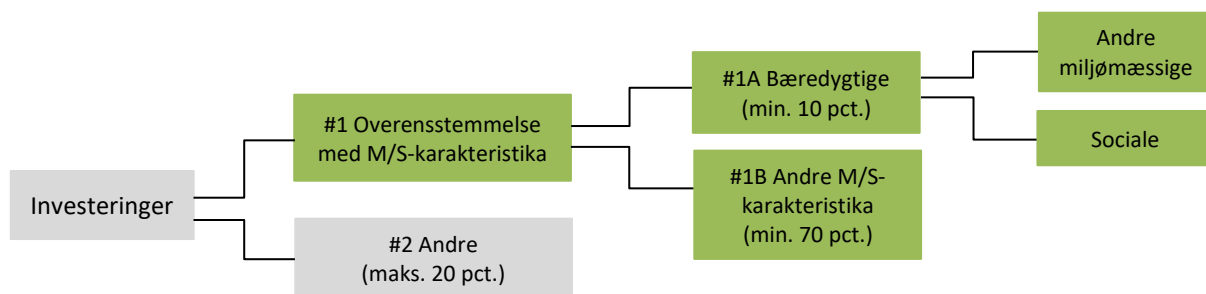 Investeringer
#1 Overensstemmelse
med M/S-karakteristika
#2 Andre
(maks. 20 pct.)
#1A Bæredygtige
(min. 10 pct.)
#1B Andre M/S-
karakteristika
(min. 70 pct.)
Andre
miljømæssige
Sociale